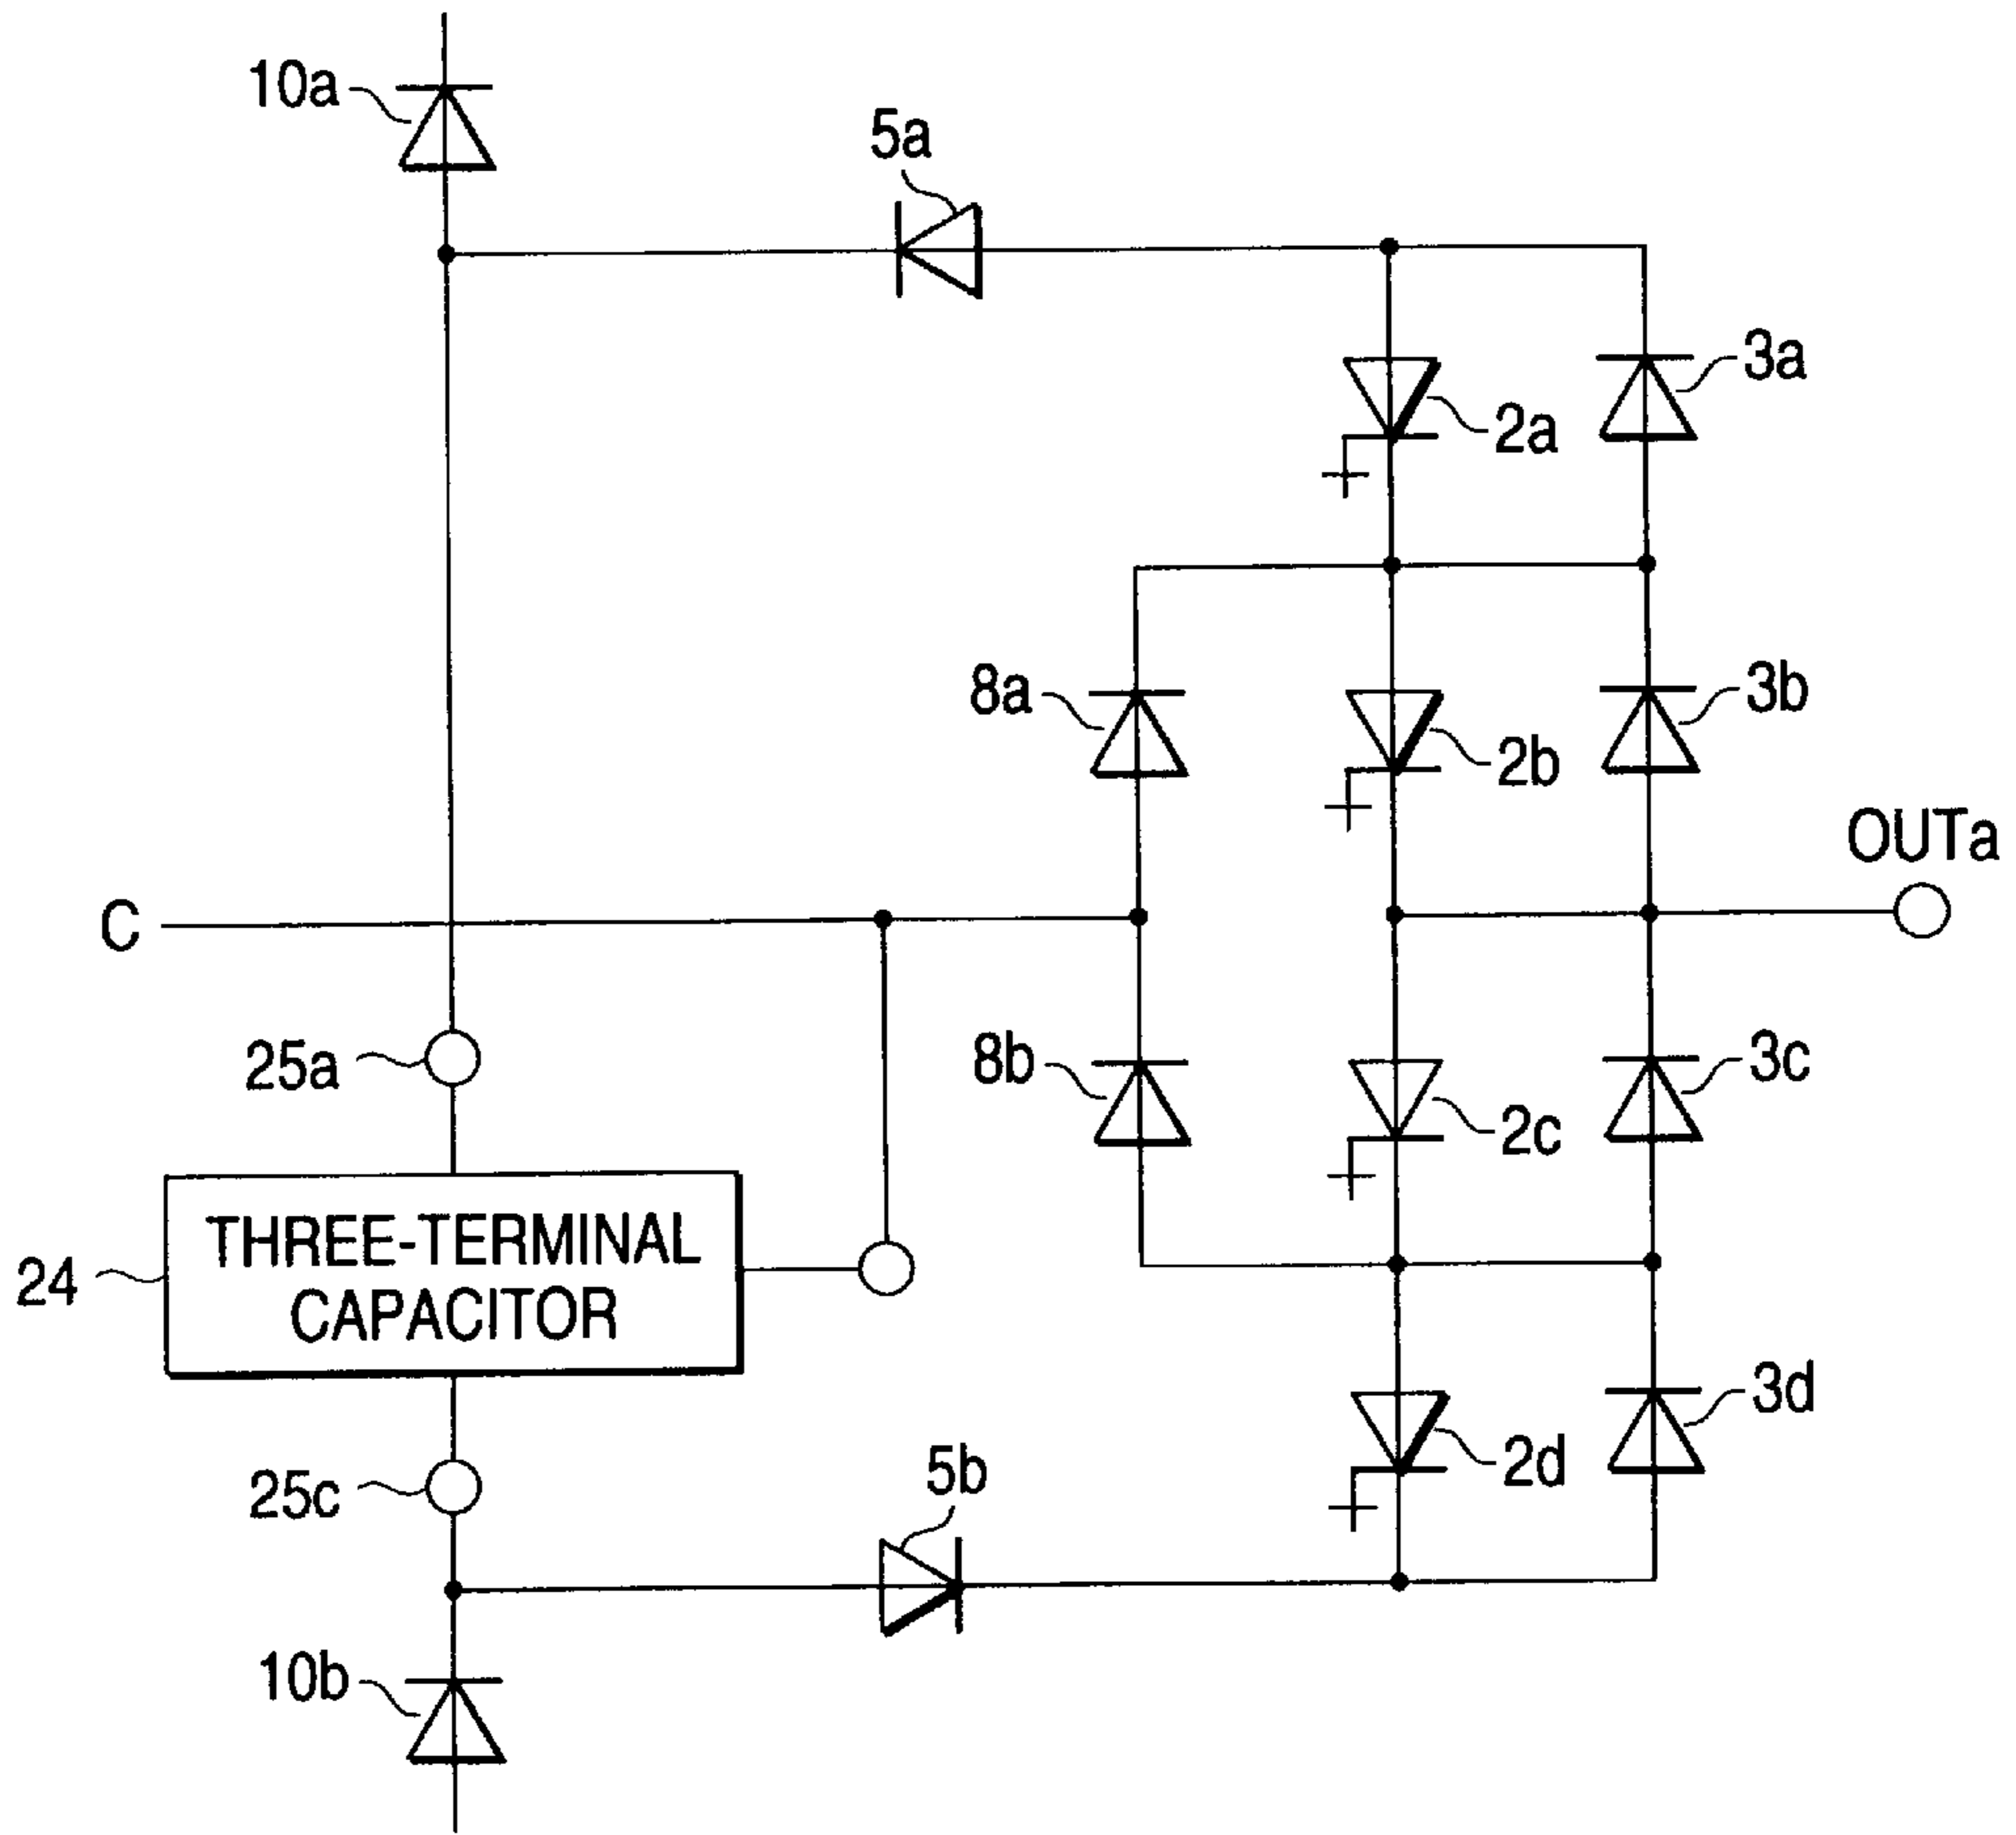 10a
5a
3a
2a
8a
3b
2b
OUTa
C
25a
8b
3c
2c
THREE-TERMINAL
CAPACITOR
24
3d
2d
5b
25c
10b